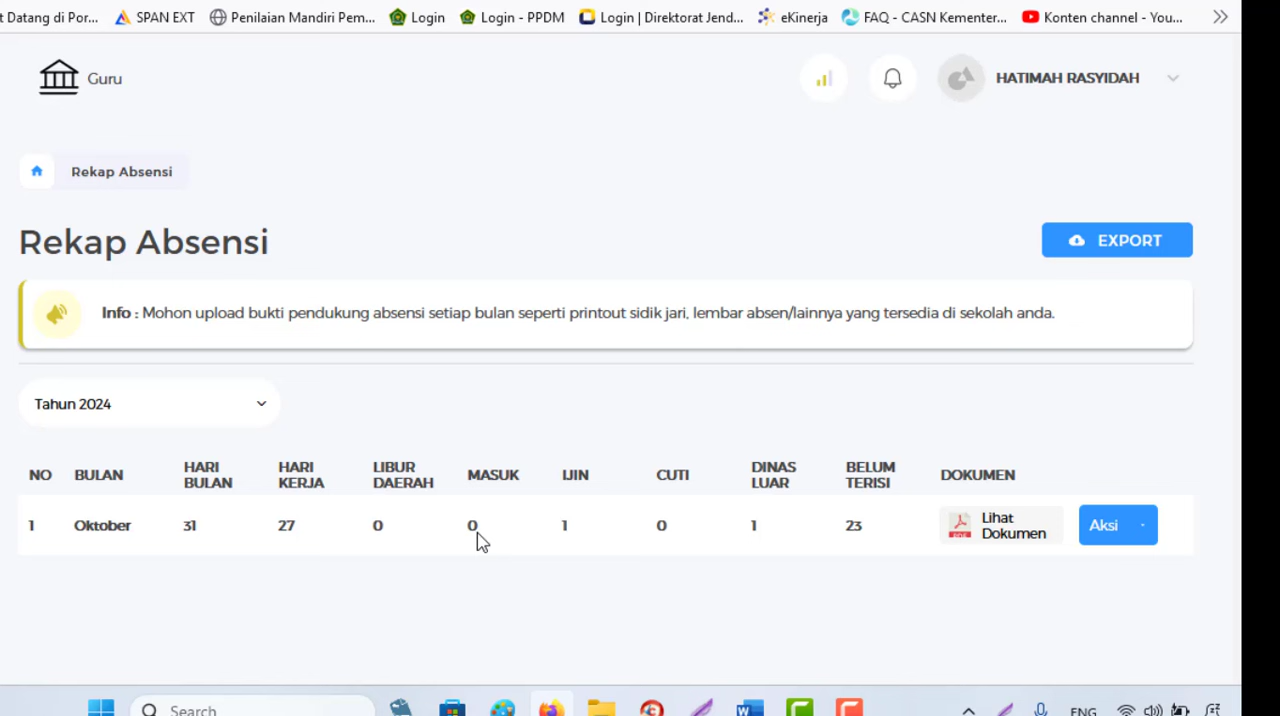 t Datang di Por... SPAN EXT Penilaian Mandiri Pem... Login Login - PPDM Login | Direktorat Jend... eKinerja FAQ - CASN Kementer... Konten channel - You...
Guru HATIMAH RASYIDAH
Rekap Absensi
Rekap Absensi EXPORT
Info : Mohon upload bukti pendukung absensi setiap bulan seperti printout sidik jari, lembar absen/lainnya yang tersedia di sekolah anda.
Tahun 2024
NO BULAN HARI BULAN HARI KERJA LIBUR DAERAH MASUK IJIN CUTI DINAS LUAR BELUM TERISI DOKUMEN
1 Oktober 31 27 0 0 1 0 1 23 Lihat Dokumen Aksi
Search ENG